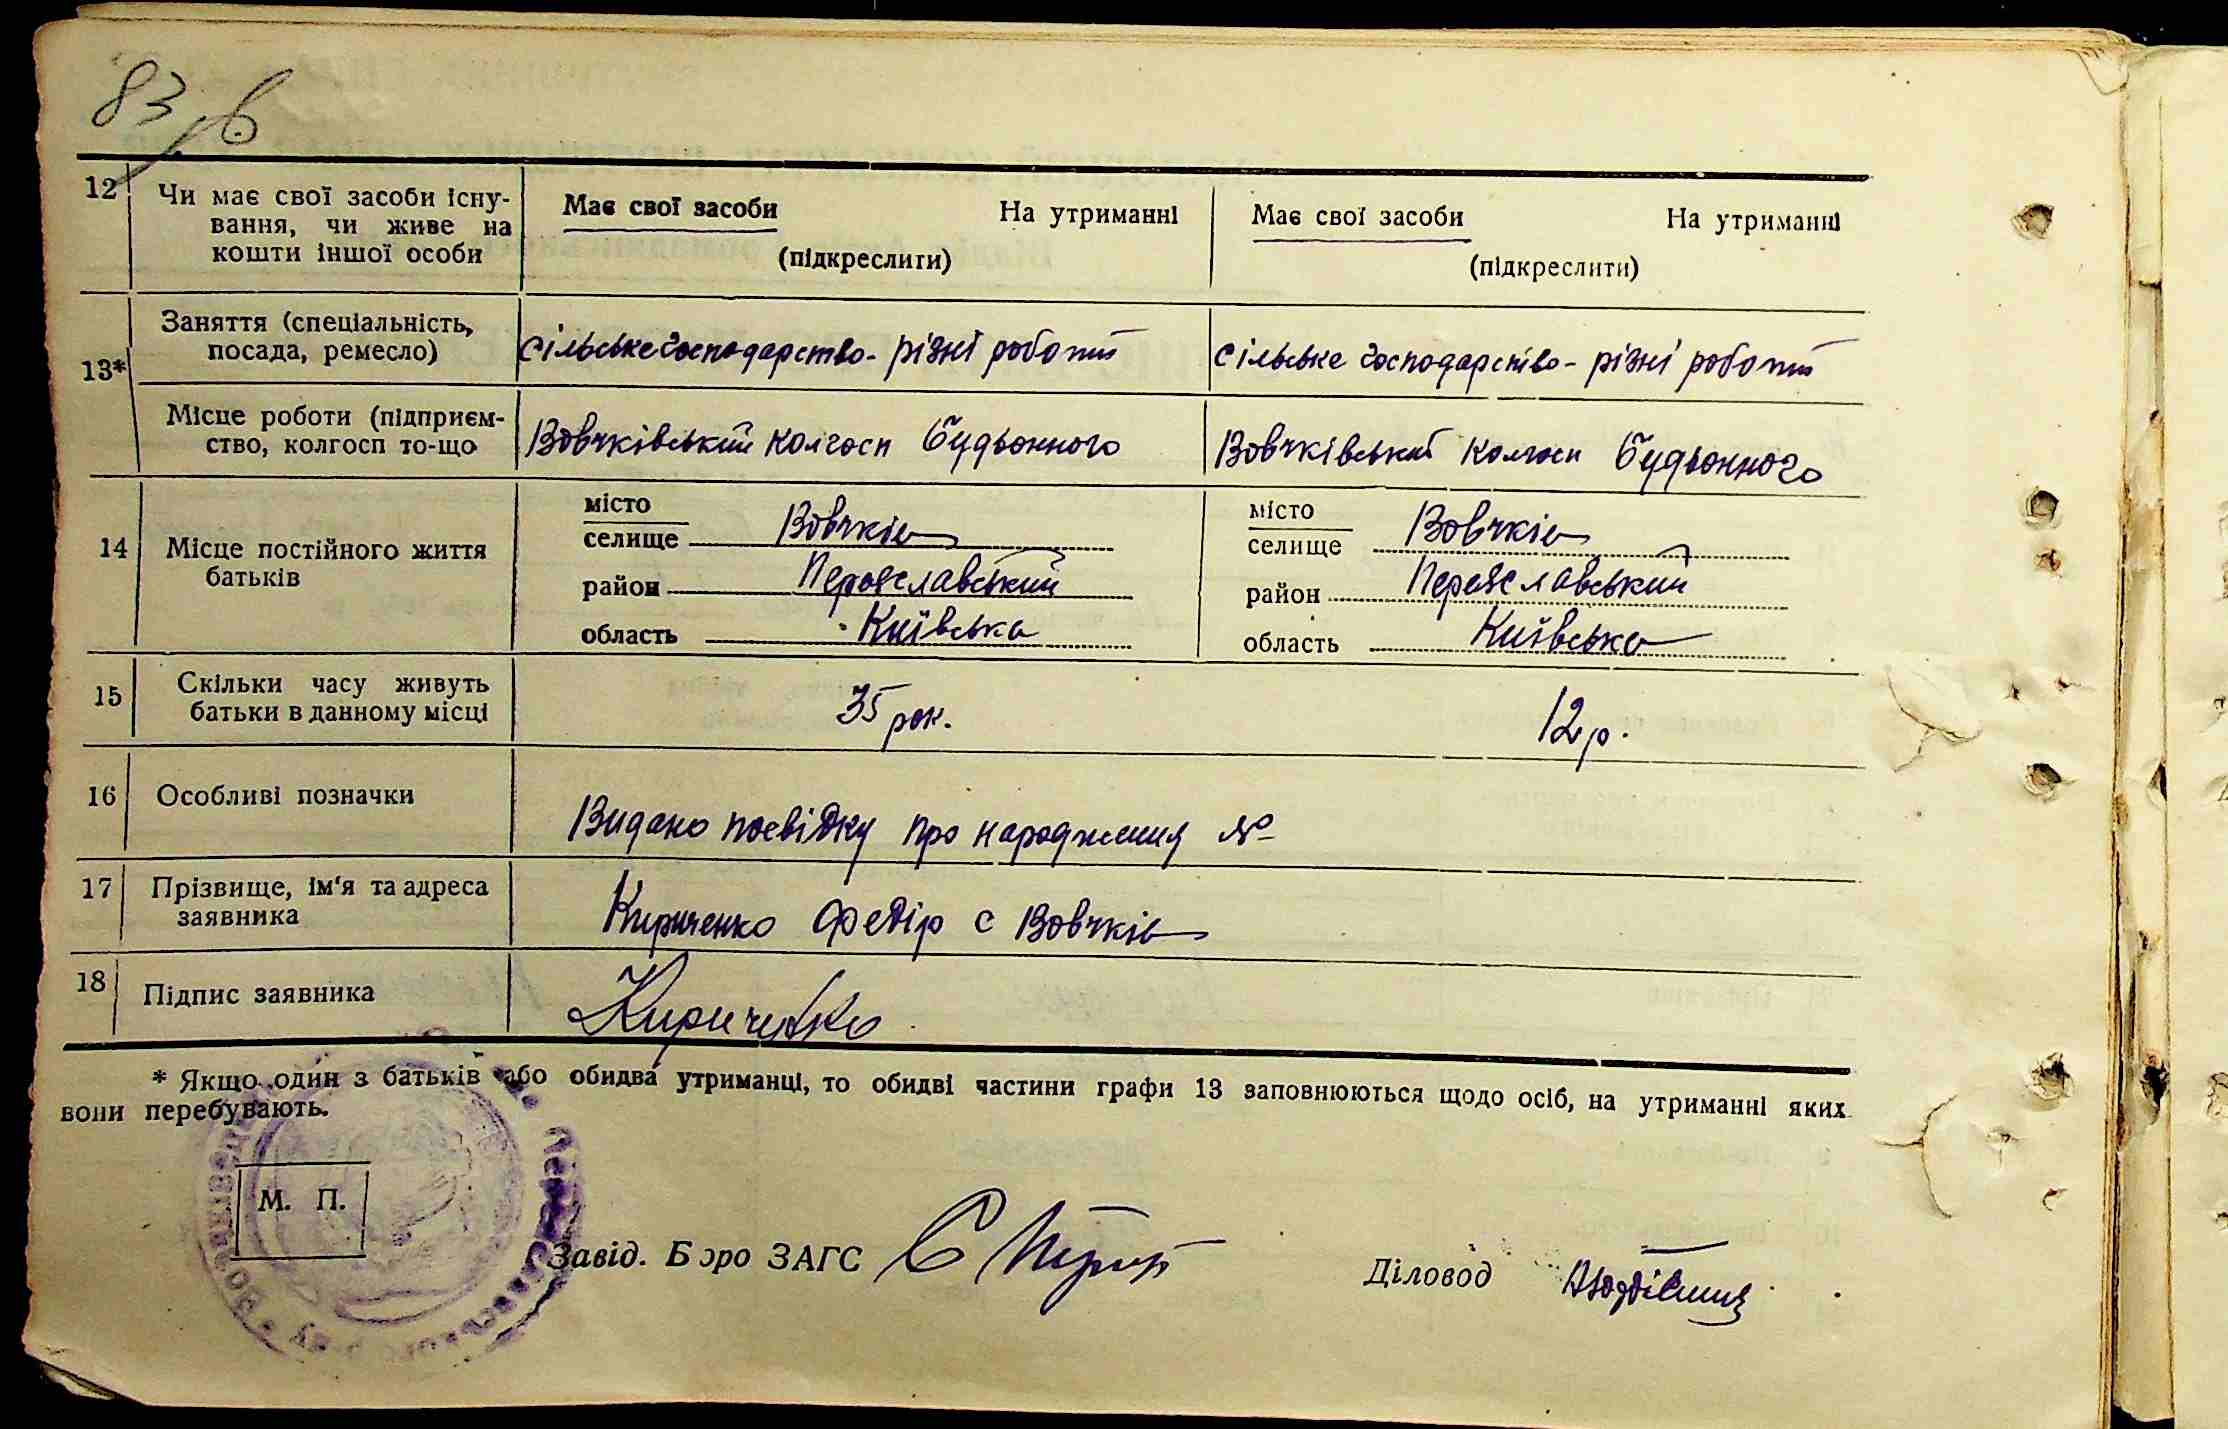 83 зв
12 Чи має свої засоби існу-
вання, чи живе на
кошти іншої особи
Має свої засоби На утриманні
(підкреслити)
Має свої засоби На утриманні
(підкреслити)
13* Заняття (спеціальність,
посада, ремесло)
сільське господарство - різні роботи
сільське господарство - різні роботи
Місце роботи (підприєм-
ство, колгосп то-що
Вовчківський колгосп Будьонного
Вовчківський колгосп Будьонного
14 Місце постійного життя
батьків
місто
селище Вовчків
район Переяславський
область Київська
місто
селище Вовчків
район Переяславський
область Київська
15 Скільки часу живуть
батьки в данному місці
35 рок.
12 р.
16 Особливі позначки
Видано посвідку про народження №
17 Прізвище, ім'я та адреса
заявника
Кириченко Федір с Вовчків
18 Підпис заявника
Кириченко
* Якщо один з батьків або обидва утриманці, то обидві частини графи 13 заповнюються щодо осіб, на утриманні яких
вони перебувають.
М. П.
Завід. Бюро ЗАГС
Діловод